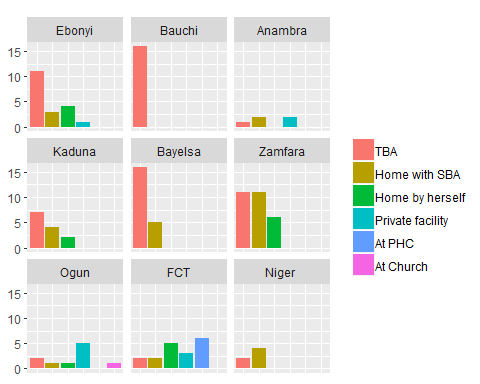 Ebonyi Bauchi Anambra
15
10
5
0
Kaduna Bayelsa Zamfara
15
10
5
0
Ogun FCT Niger
15
10
5
0
TBA
Home with SBA
Home by herself
Private facility
At PHC
At Church